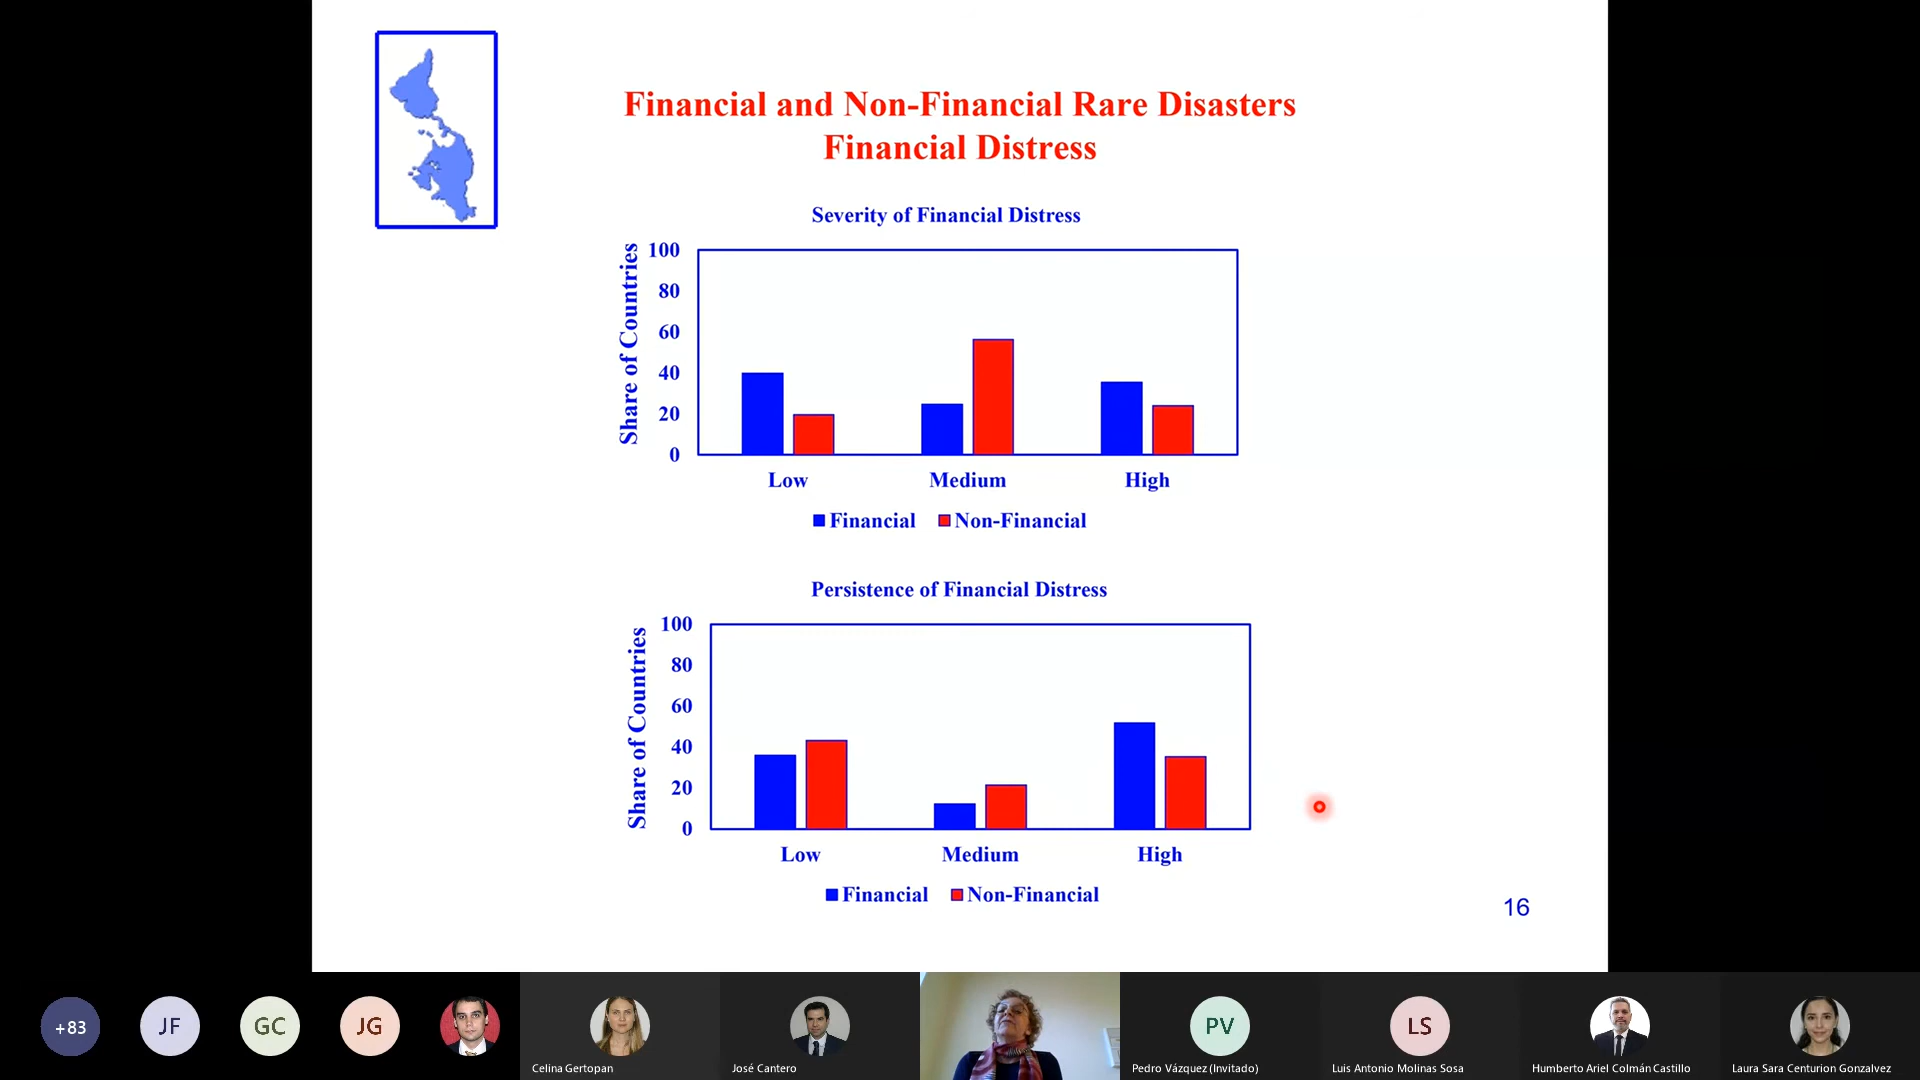 Financial and Non-Financial Rare Disasters
Financial Distress
Severity of Financial Distress
Share of Countries
100
80
60
40
20
0
Low Medium High
Financial Non-Financial
Persistence of Financial Distress
Share of Countries
100
80
60
40
20
0
Low Medium High
Financial Non-Financial
16
+83 JF GC JG PV LS
Celina Gertopan José Cantero Pedro Vázquez (Invitado) Luis Antonio Molinas Sosa Humberto Ariel Colmán Castillo Laura Sara Centurion Gonzalvez